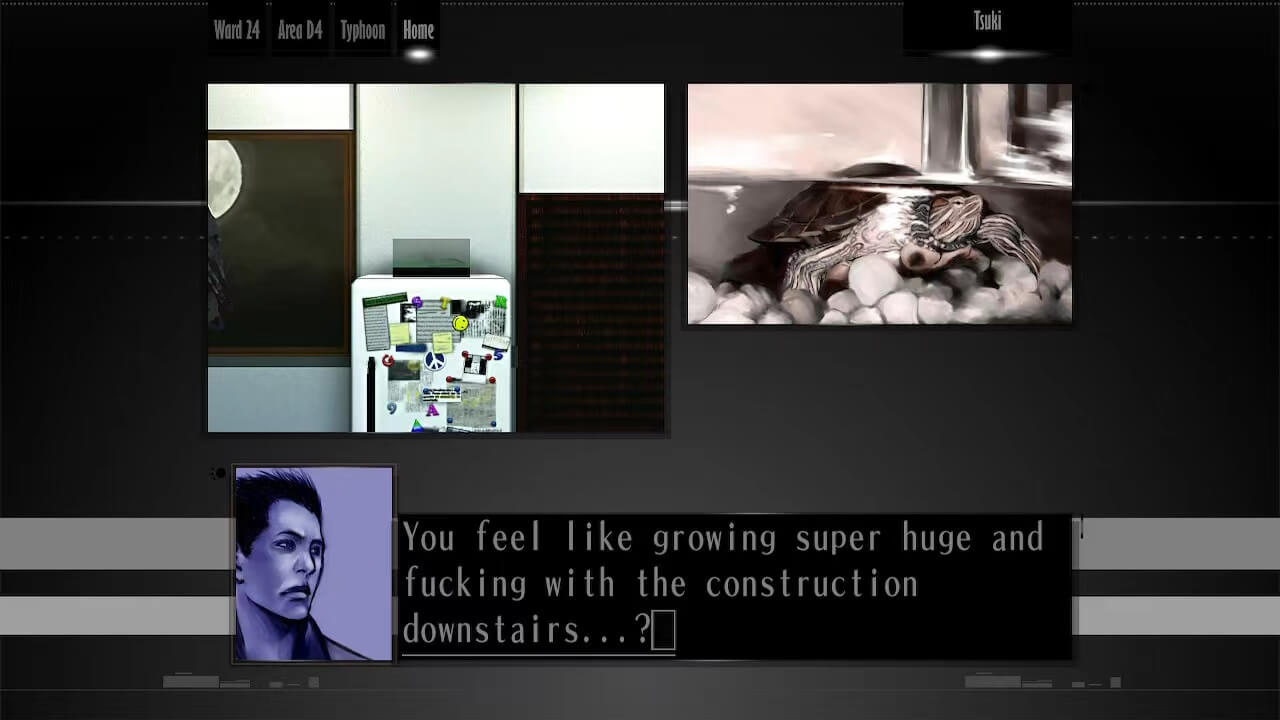 Ward 24
Area D4
Typhoon
Home
Tsuki
You feel like growing super huge and
fucking with the construction
downstairs...?